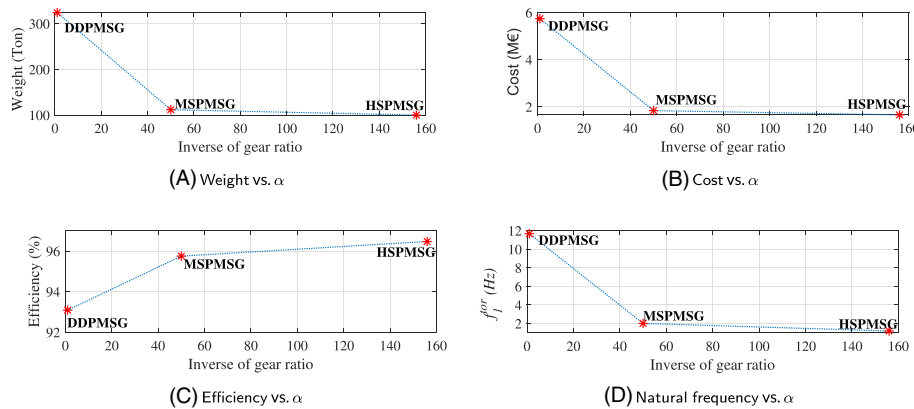 300
200
100
Weight (Ton)
DDPMSG
MSPMSG
HSPMSG
0 20 40 60 80 100 120 140 160
Inverse of gear ratio
(A) Weight vs. α
6
4
2
Cost (M€)
DDPMSG
MSPMSG
HSPMSG
0 20 40 60 80 100 120 140 160
Inverse of gear ratio
(B) Cost vs. α
96
94
92
Efficiency (%)
DDPMSG
MSPMSG
HSPMSG
0 20 40 60 80 100 120 140 160
Inverse of gear ratio
(C) Efficiency vs. α
12
10
8
6
4
2
f_1^tor (Hz)
DDPMSG
MSPMSG
HSPMSG
0 20 40 60 80 100 120 140 160
Inverse of gear ratio
(D) Natural frequency vs. α